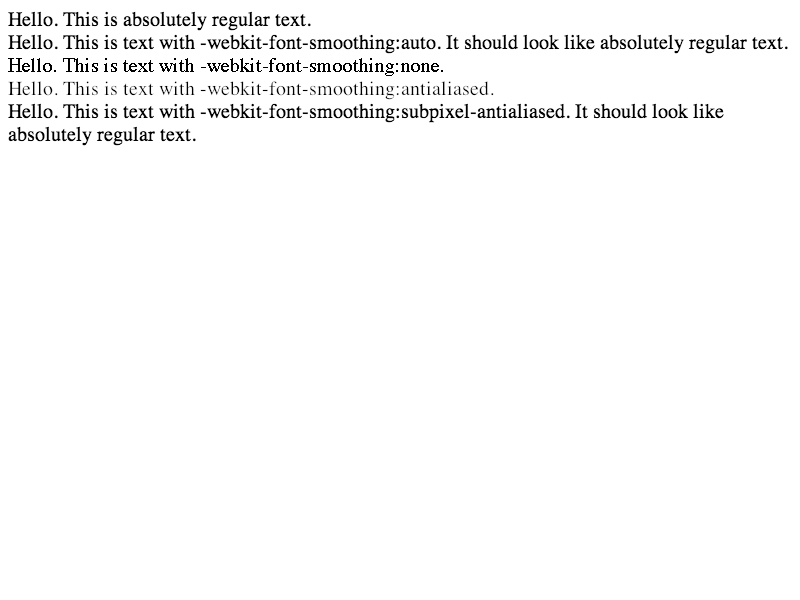 Hello. This is absolutely regular text.
Hello. This is text with -webkit-font-smoothing:auto. It should look like absolutely regular text.
Hello. This is text with -webkit-font-smoothing:none.
Hello. This is text with -webkit-font-smoothing:antialiased.
Hello. This is text with -webkit-font-smoothing:subpixel-antialiased. It should look like
absolutely regular text.